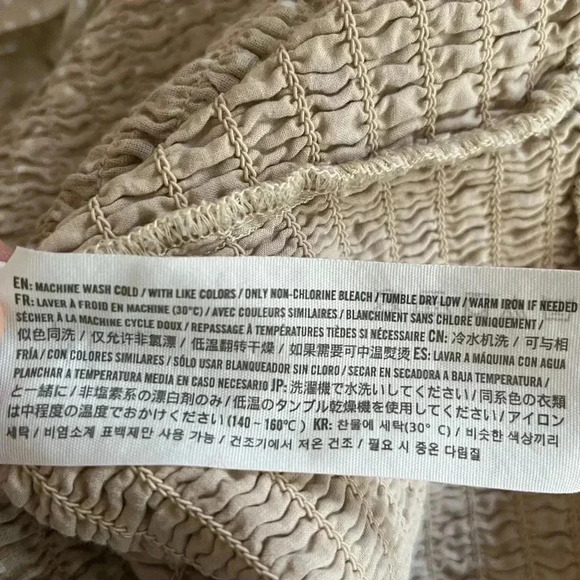 EN: MACHINE WASH COLD / WITH LIKE COLORS / ONLY NON-CHLORINE BLEACH / TUMBLE DRY LOW / WARM IRON IF NEEDED
FR: LAVER À FROID EN MACHINE (30°C) / AVEC COULEURS SIMILAIRES / BLANCHIMENT SANS CHLORE UNIQUEMENT /
SÉCHER À LA MACHINE CYCLE DOUX / REPASSAGE À TEMPÉRATURES TIÈDES SI NÉCESSAIRE CN: 冷水机洗 / 可与相
似色同洗 / 仅允许非氯漂 / 低温翻转干燥 / 如果需要可中温熨烫 ES: LAVAR A MÁQUINA CON AGUA
FRÍA / CON COLORES SIMILARES / SÓLO USAR BLANQUEADOR SIN CLORO / SECAR EN SECADORA A BAJA TEMPERATURA /
PLANCHAR A TEMPERATURA MEDIA EN CASO NECESARIO JP: 洗濯機で水洗いしてください / 同系色の衣類
と一緒に / 非塩素系の漂白剤のみ / 低温のタンブル乾燥機を使用してください / アイロン
は中程度の温度でおかけください (140 ~ 160℃) KR: 찬물에 세탁(30° C) / 비슷한 색상끼리
세탁 / 비염소계 표백제만 사용 가능 / 건조기에서 저온 건조 / 필요 시 중온 다림질